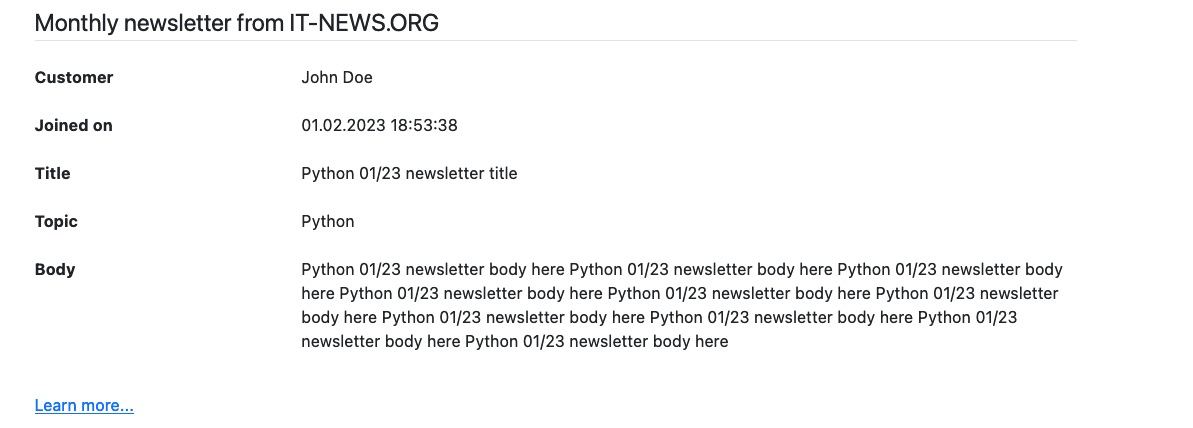 Monthly newsletter from IT-NEWS.ORG
Customer John Doe
Joined on 01.02.2023 18:53:38
Title Python 01/23 newsletter title
Topic Python
Body Python 01/23 newsletter body here Python 01/23 newsletter body here Python 01/23 newsletter body
here Python 01/23 newsletter body here Python 01/23 newsletter body here Python 01/23 newsletter
body here Python 01/23 newsletter body here Python 01/23 newsletter body here Python 01/23
newsletter body here Python 01/23 newsletter body here
Learn more...